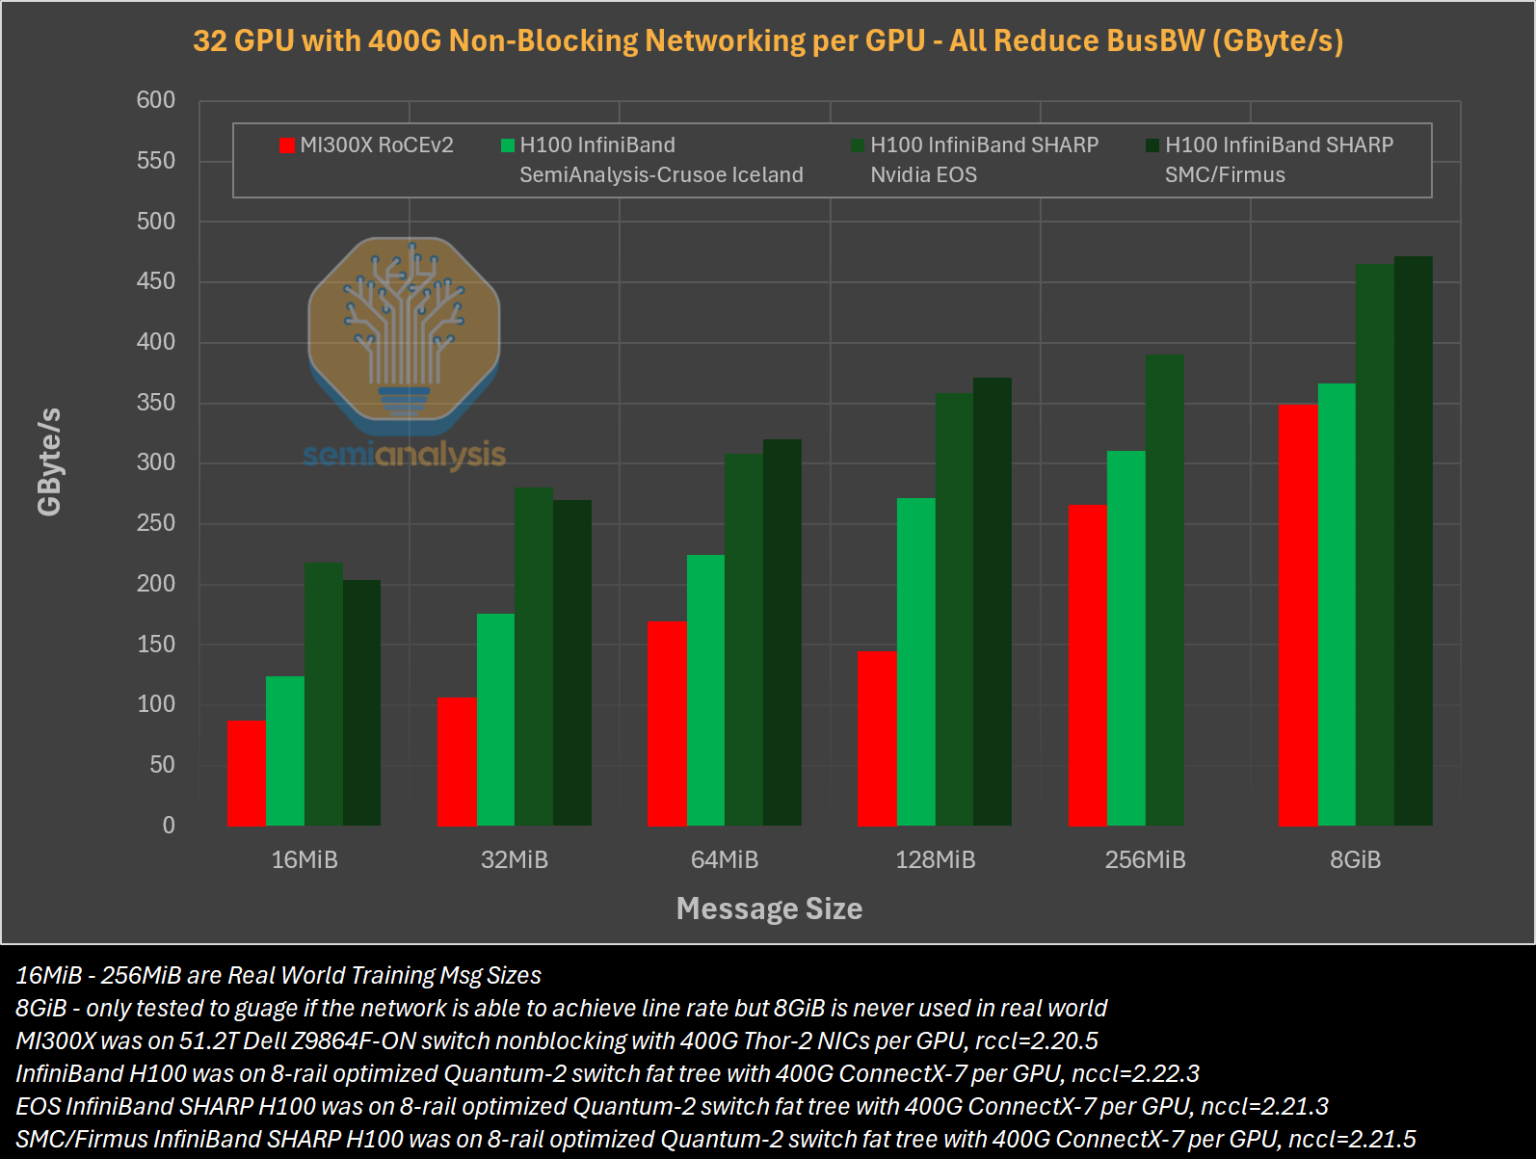 32 GPU with 400G Non-Blocking Networking per GPU - All Reduce BusBW (GByte/s)
600
550
500
450
400
350
300
250
200
150
100
50
0
GByte/s
MI300X RoCEv2
H100 InfiniBand
SemiAnalysis-Crusoe Iceland
H100 InfiniBand SHARP
Nvidia EOS
H100 InfiniBand SHARP
SMC/Firmus
semianalysis
16MiB
32MiB
64MiB
128MiB
256MiB
8GiB
Message Size
16MiB - 256MiB are Real World Training Msg Sizes
8GiB - only tested to guage if the network is able to achieve line rate but 8GiB is never used in real world
MI300X was on 51.2T Dell Z9864F-ON switch nonblocking with 400G Thor-2 NICs per GPU, rccl=2.20.5
InfiniBand H100 was on 8-rail optimized Quantum-2 switch fat tree with 400G ConnectX-7 per GPU, nccl=2.22.3
EOS InfiniBand SHARP H100 was on 8-rail optimized Quantum-2 switch fat tree with 400G ConnectX-7 per GPU, nccl=2.21.3
SMC/Firmus InfiniBand SHARP H100 was on 8-rail optimized Quantum-2 switch fat tree with 400G ConnectX-7 per GPU, nccl=2.21.5